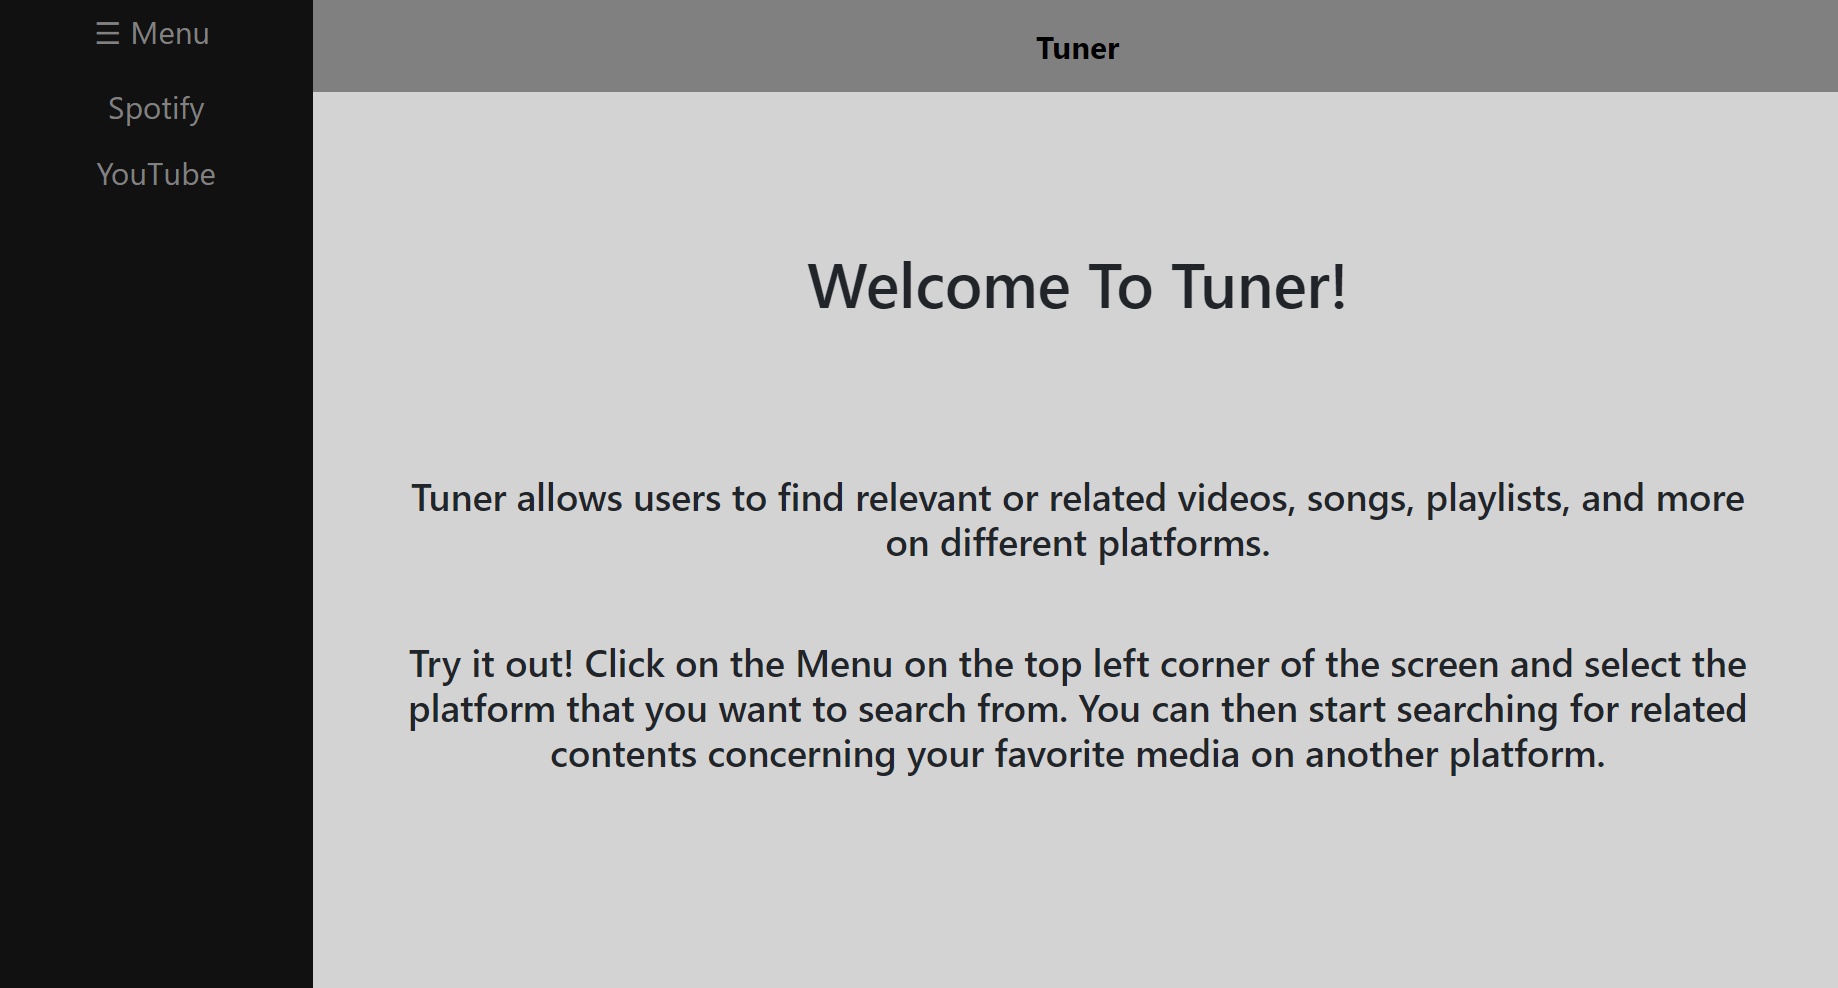 ☰ Menu
Spotify
YouTube
Tuner
Welcome To Tuner!
Tuner allows users to find relevant or related videos, songs, playlists, and more
on different platforms.
Try it out! Click on the Menu on the top left corner of the screen and select the
platform that you want to search from. You can then start searching for related
contents concerning your favorite media on another platform.